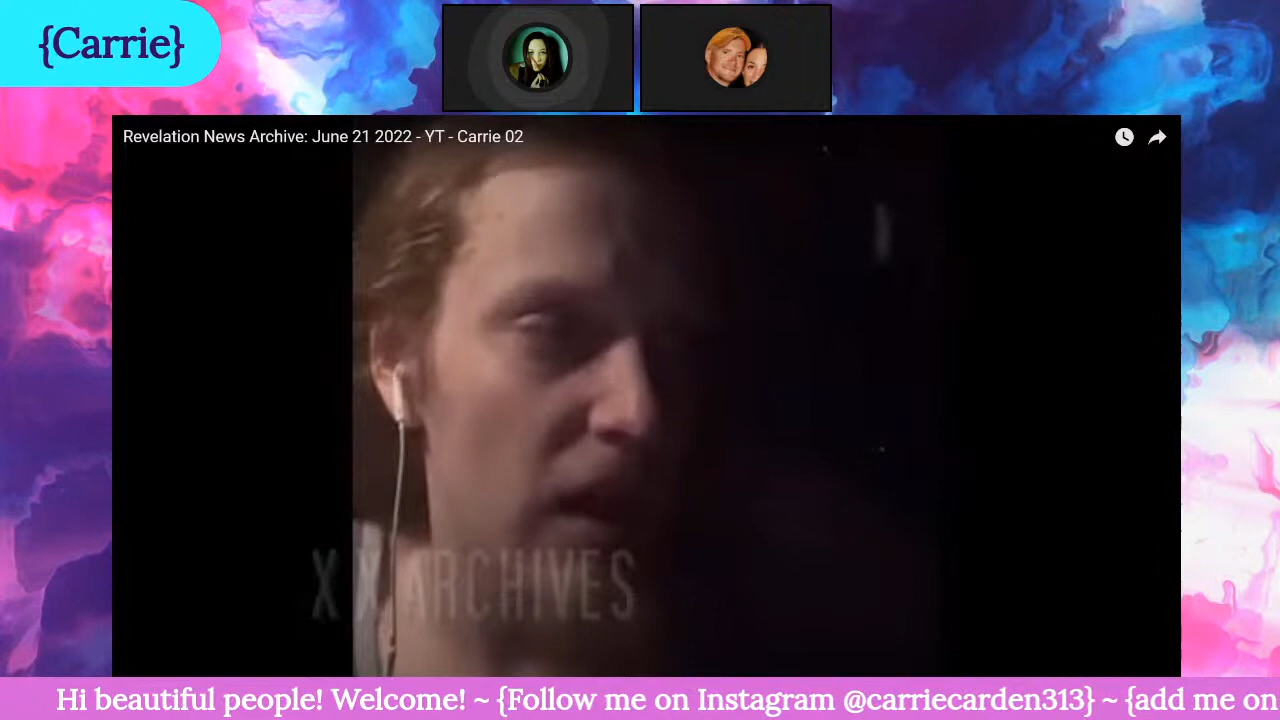 {Carrie}
Revelation News Archive: June 21 2022 - YT - Carrie 02
X X ARCHIVES
Hi beautiful people! Welcome! ~ {Follow me on Instagram @carriecarden313} ~ {add me on